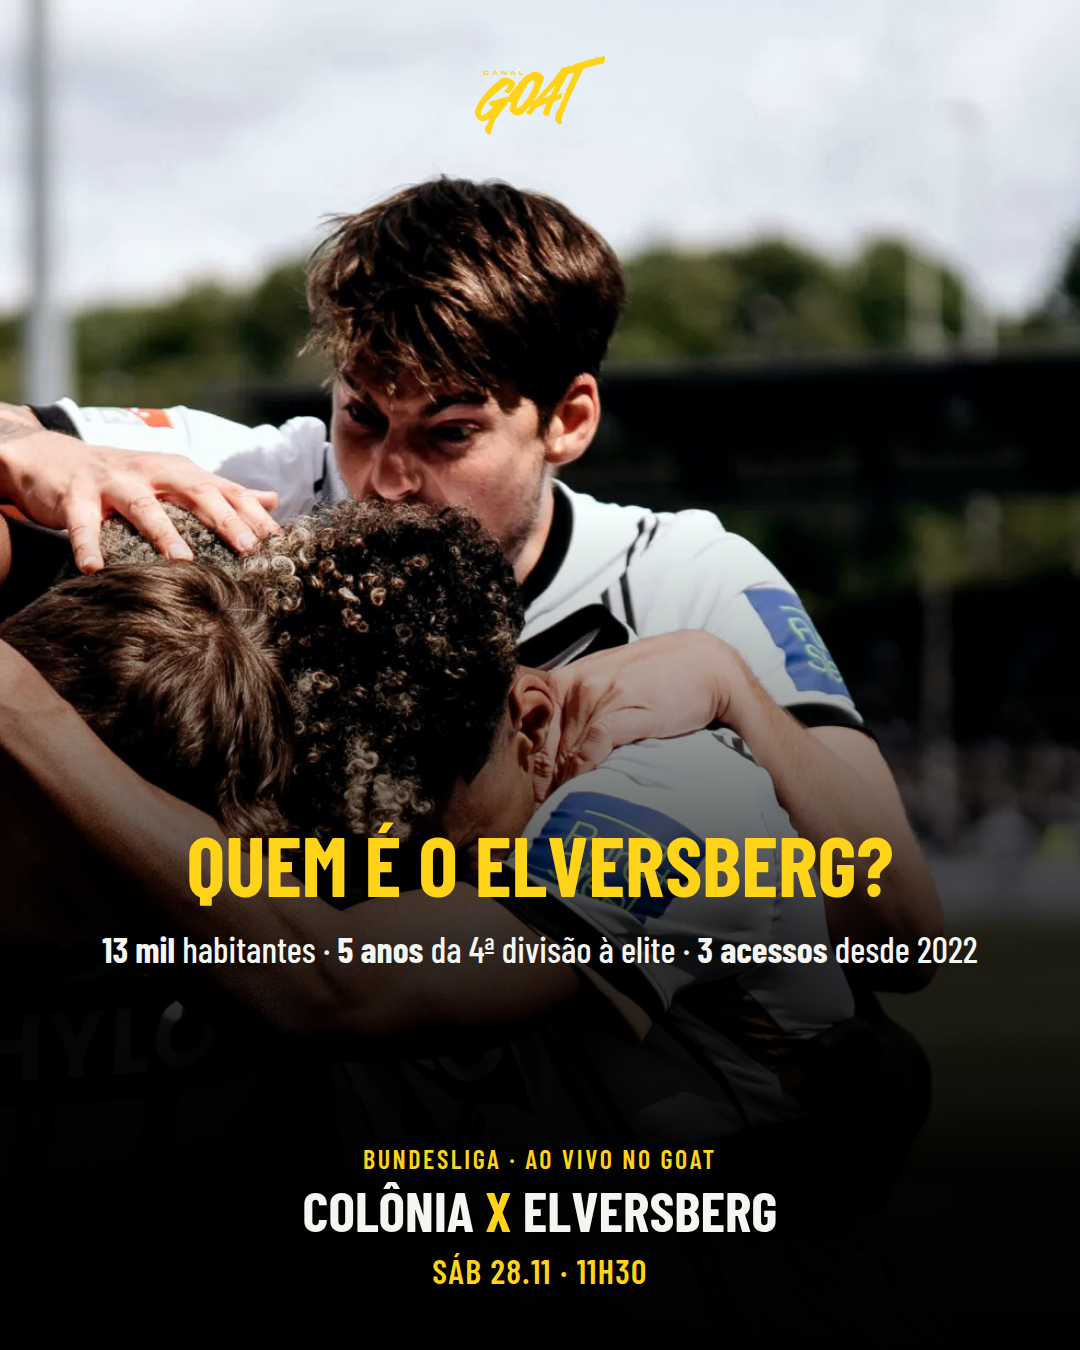 CANAL
GOAT
QUEM É O ELVERSBERG?
13 mil habitantes · 5 anos da 4ª divisão à elite · 3 acessos desde 2022
HYLO
BUNDESLIGA · AO VIVO NO GOAT
COLÔNIA X ELVERSBERG
SÁB 28.11 · 11H30